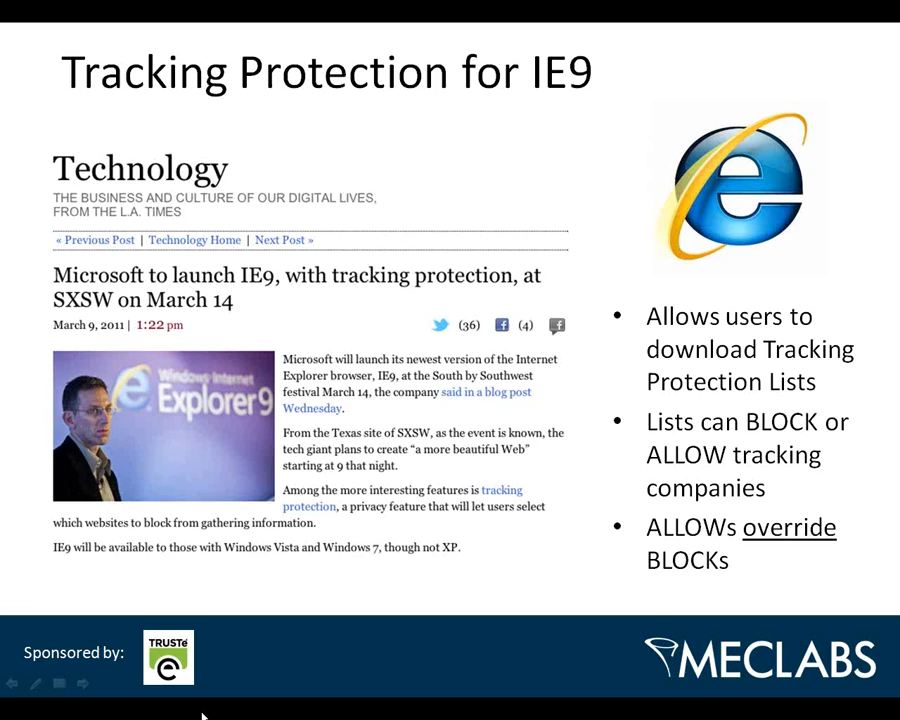 Tracking Protection for IE9
Technology
THE BUSINESS AND CULTURE OF OUR DIGITAL LIVES,
FROM THE L.A. TIMES
« Previous Post | Technology Home | Next Post »
Microsoft to launch IE9, with tracking protection, at
SXSW on March 14
March 9, 2011 | 1:22 pm
(36) (4)
Windows Internet
Explorer9
Microsoft will launch its newest version of the Internet
Explorer browser, IE9, at the South by Southwest
festival March 14, the company said in a blog post
Wednesday.
From the Texas site of SXSW, as the event is known, the
tech giant plans to create “a more beautiful Web”
starting at 9 that night.
Among the more interesting features is tracking
protection, a privacy feature that will let users select
which websites to block from gathering information.
IE9 will be available to those with Windows Vista and Windows 7, though not XP.
• Allows users to
download Tracking
Protection Lists
• Lists can BLOCK or
ALLOW tracking
companies
• ALLOWs override
BLOCKs
Sponsored by:
TRUSTe
MECLABS